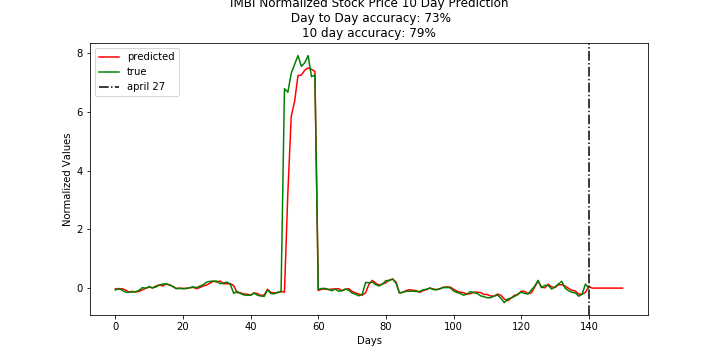 IMBI Normalized Stock Price 10 Day Prediction
Day to Day accuracy: 73%
10 day accuracy: 79%
predicted
true
april 27
Normalized Values
8
6
4
2
0
0 20 40 60 80 100 120 140
Days